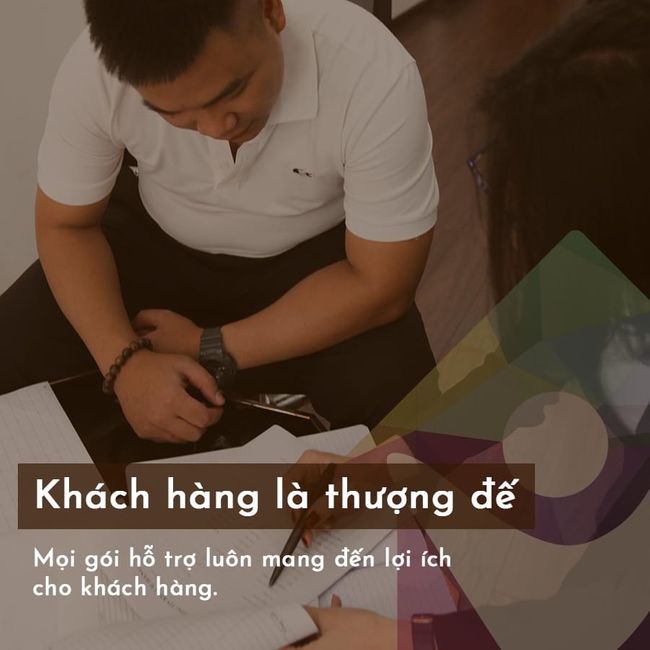 Khách hàng là thượng đế
Mọi gói hỗ trợ luôn mang đến lợi ích
cho khách hàng.